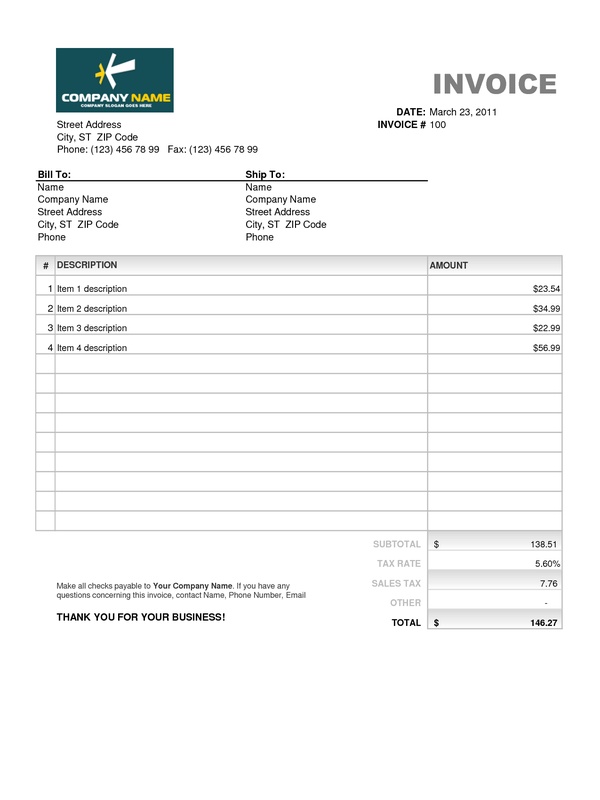 COMPANY NAME
COMPANY SLOGAN GOES HERE
INVOICE
DATE: March 23, 2011
INVOICE # 100
Street Address
City, ST  ZIP Code
Phone: (123) 456 78 99   Fax: (123) 456 78 99
Bill To: Ship To:
Name Name
Company Name Company Name
Street Address Street Address
City, ST  ZIP Code City, ST  ZIP Code
Phone Phone
# DESCRIPTION AMOUNT
1 Item 1 description $23.54
2 Item 2 description $34.99
3 Item 3 description $22.99
4 Item 4 description $56.99
SUBTOTAL $ 138.51
TAX RATE 5.60%
SALES TAX 7.76
OTHER -
TOTAL $ 146.27
Make all checks payable to Your Company Name. If you have any
questions concerning this invoice, contact Name, Phone Number, Email
THANK YOU FOR YOUR BUSINESS!